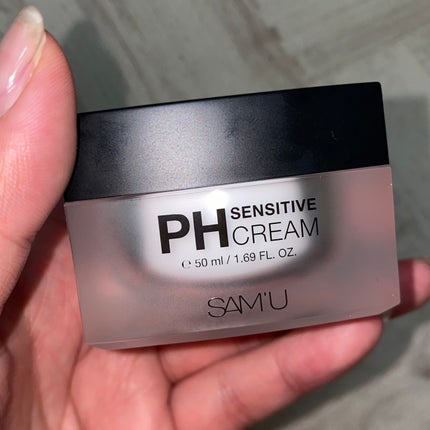 PH SENSITIVE
CREAM
℮ 50 ml / 1.69 FL. OZ.
SAM'U